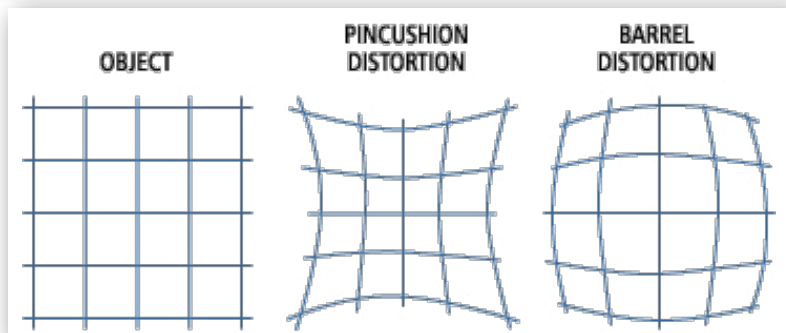 OBJECT
PINCUSHION
DISTORTION
BARREL
DISTORTION